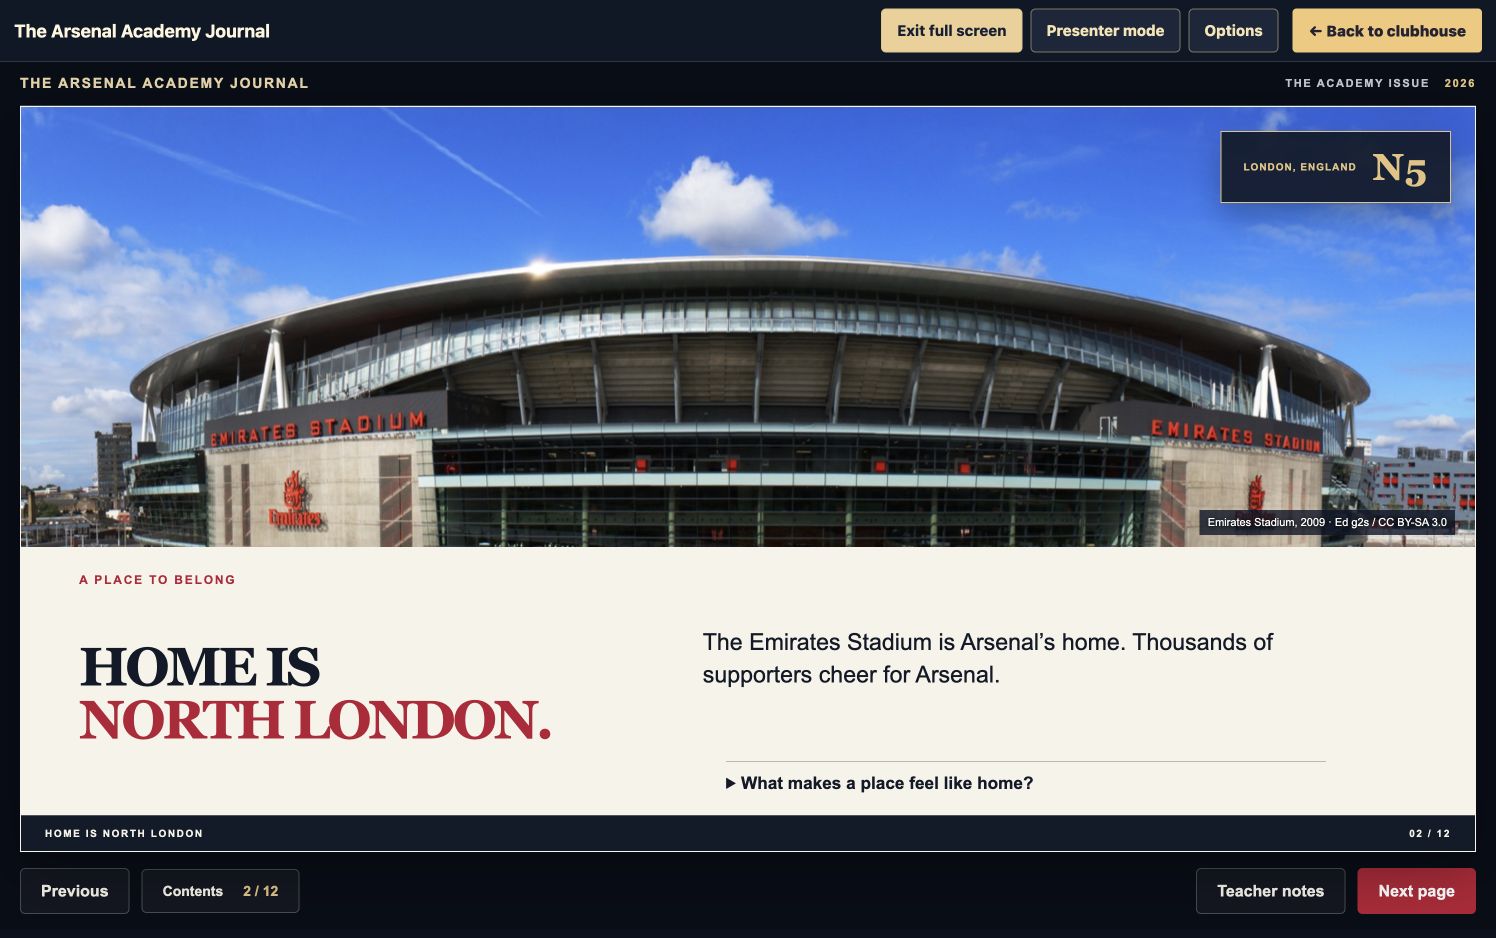 The Arsenal Academy Journal
Exit full screen
Presenter mode
Options
← Back to clubhouse
THE ARSENAL ACADEMY JOURNAL
THE ACADEMY ISSUE 2026
LONDON, ENGLAND N5
EMIRATES STADIUM
EMIRATES STADIUM
Emirates
Emirates Stadium, 2009 · Ed g2s / CC BY-SA 3.0
A PLACE TO BELONG
HOME IS
NORTH LONDON.
The Emirates Stadium is Arsenal’s home. Thousands of
supporters cheer for Arsenal.
▶ What makes a place feel like home?
HOME IS NORTH LONDON
02 / 12
Previous
Contents 2 / 12
Teacher notes
Next page